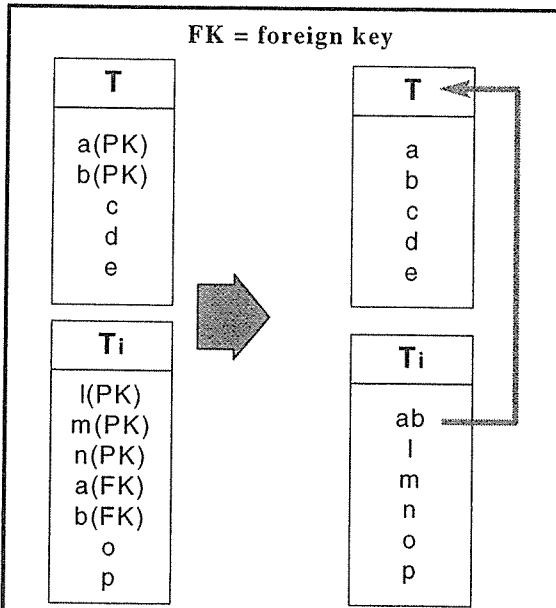 FK = foreign key
T
a(PK)
b(PK)
c
d
e
Ti
l(PK)
m(PK)
n(PK)
a(FK)
b(FK)
o
p
T
a
b
c
d
e
Ti
ab
l
m
n
o
p